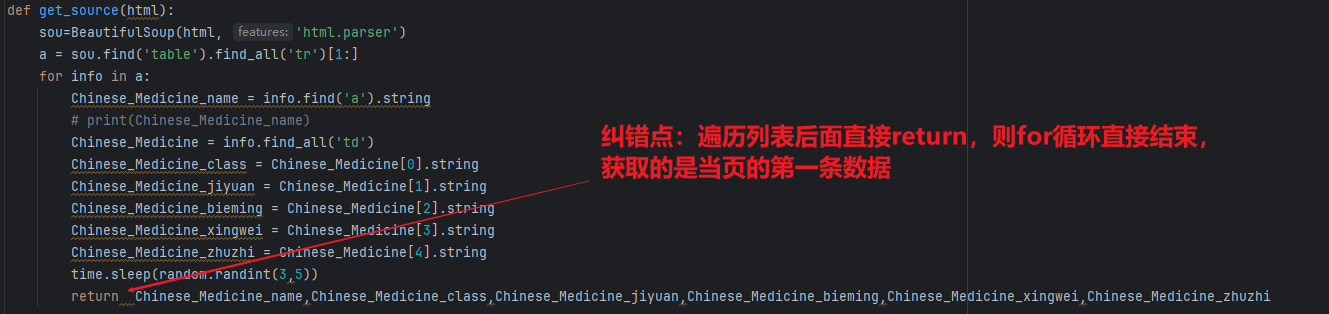 def get_source(html):
sou=BeautifulSoup(html, features: 'html.parser')
a = sou.find('table').find_all('tr')[1:]
for info in a:
Chinese_Medicine_name = info.find('a').string
# print(Chinese_Medicine_name)
Chinese_Medicine = info.find_all('td')
Chinese_Medicine_class = Chinese_Medicine[0].string
Chinese_Medicine_jiyuan = Chinese_Medicine[1].string
Chinese_Medicine_bieming = Chinese_Medicine[2].string
Chinese_Medicine_xingwei = Chinese_Medicine[3].string
Chinese_Medicine_zhuzhi = Chinese_Medicine[4].string
time.sleep(random.randint(3,5))
return Chinese_Medicine_name,Chinese_Medicine_class,Chinese_Medicine_jiyuan,Chinese_Medicine_bieming,Chinese_Medicine_xingwei,Chinese_Medicine_zhuzhi
纠错点：遍历列表后面直接return，则for循环直接结束，
获取的是当页的第一条数据